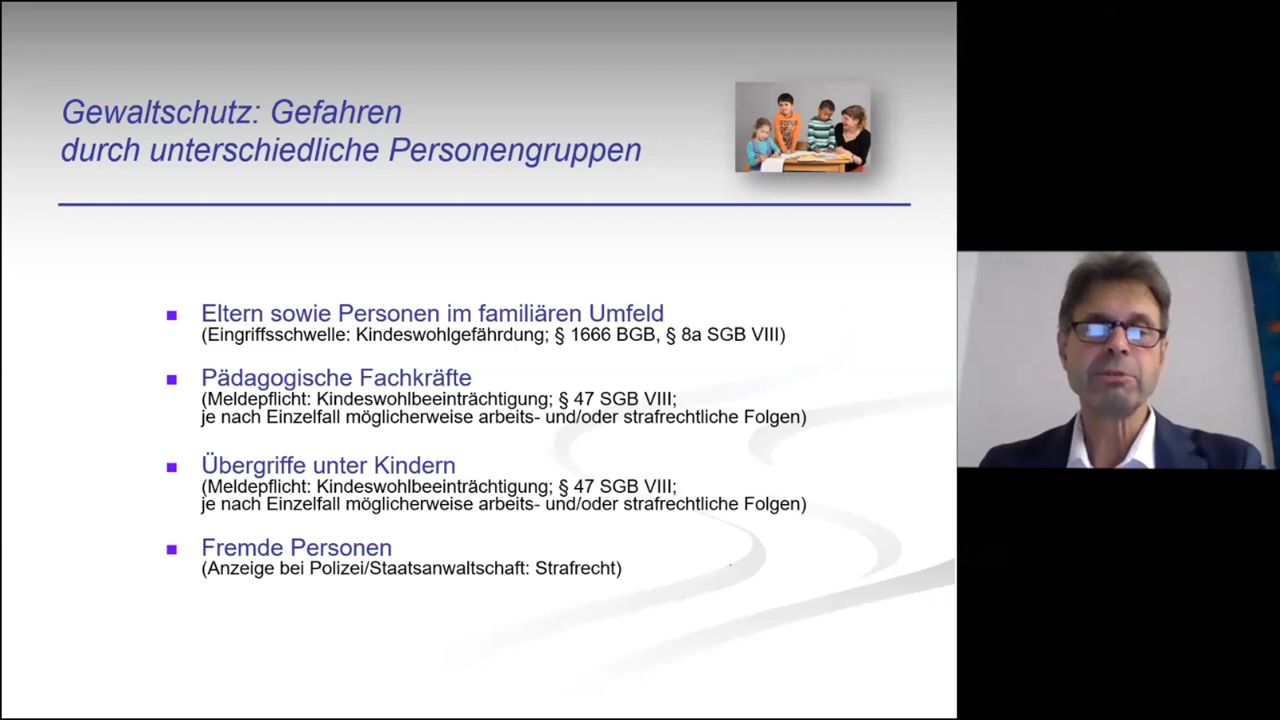 Gewaltschutz: Gefahren
durch unterschiedliche Personengruppen
Eltern sowie Personen im familiären Umfeld
(Eingriffsschwelle: Kindeswohlgefährdung; § 1666 BGB, § 8a SGB VIII)
Pädagogische Fachkräfte
(Meldepflicht: Kindeswohlbeeinträchtigung; § 47 SGB VIII;
je nach Einzelfall möglicherweise arbeits- und/oder strafrechtliche Folgen)
Übergriffe unter Kindern
(Meldepflicht: Kindeswohlbeeinträchtigung; § 47 SGB VIII;
je nach Einzelfall möglicherweise arbeits- und/oder strafrechtliche Folgen)
Fremde Personen
(Anzeige bei Polizei/Staatsanwaltschaft: Strafrecht)